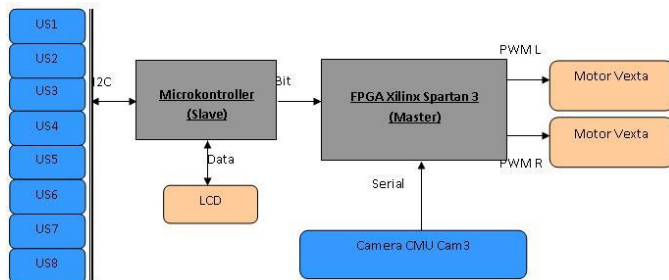 US1
US2
US3
US4
US5
US6
US7
US8
I2C
Microkontroller
(Slave)
Bit
Data
LCD
FPGA Xilinx Spartan 3
(Master)
Serial
Camera CMU Cam3
PWM L
Motor Vexta
Motor Vexta
PWM R